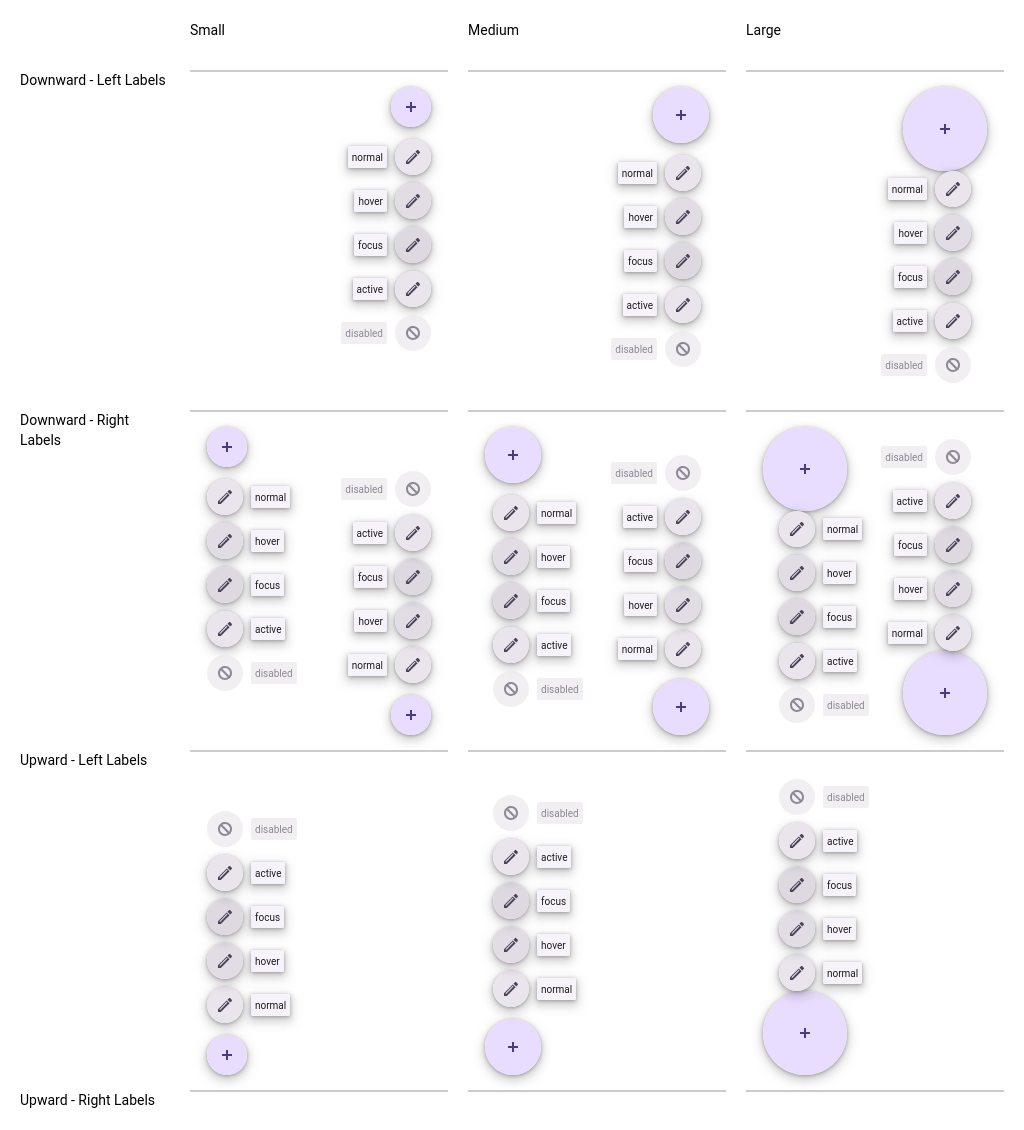 Small
Medium
Large
Downward - Left Labels
normal
hover
focus
active
disabled
normal
hover
focus
active
disabled
normal
hover
focus
active
disabled
Downward - Right
Labels
normal
hover
focus
active
disabled
disabled
active
focus
hover
normal
normal
hover
focus
active
disabled
disabled
active
focus
hover
normal
normal
hover
focus
active
disabled
disabled
active
focus
hover
normal
Upward - Left Labels
disabled
active
focus
hover
normal
disabled
active
focus
hover
normal
disabled
active
focus
hover
normal
Upward - Right Labels